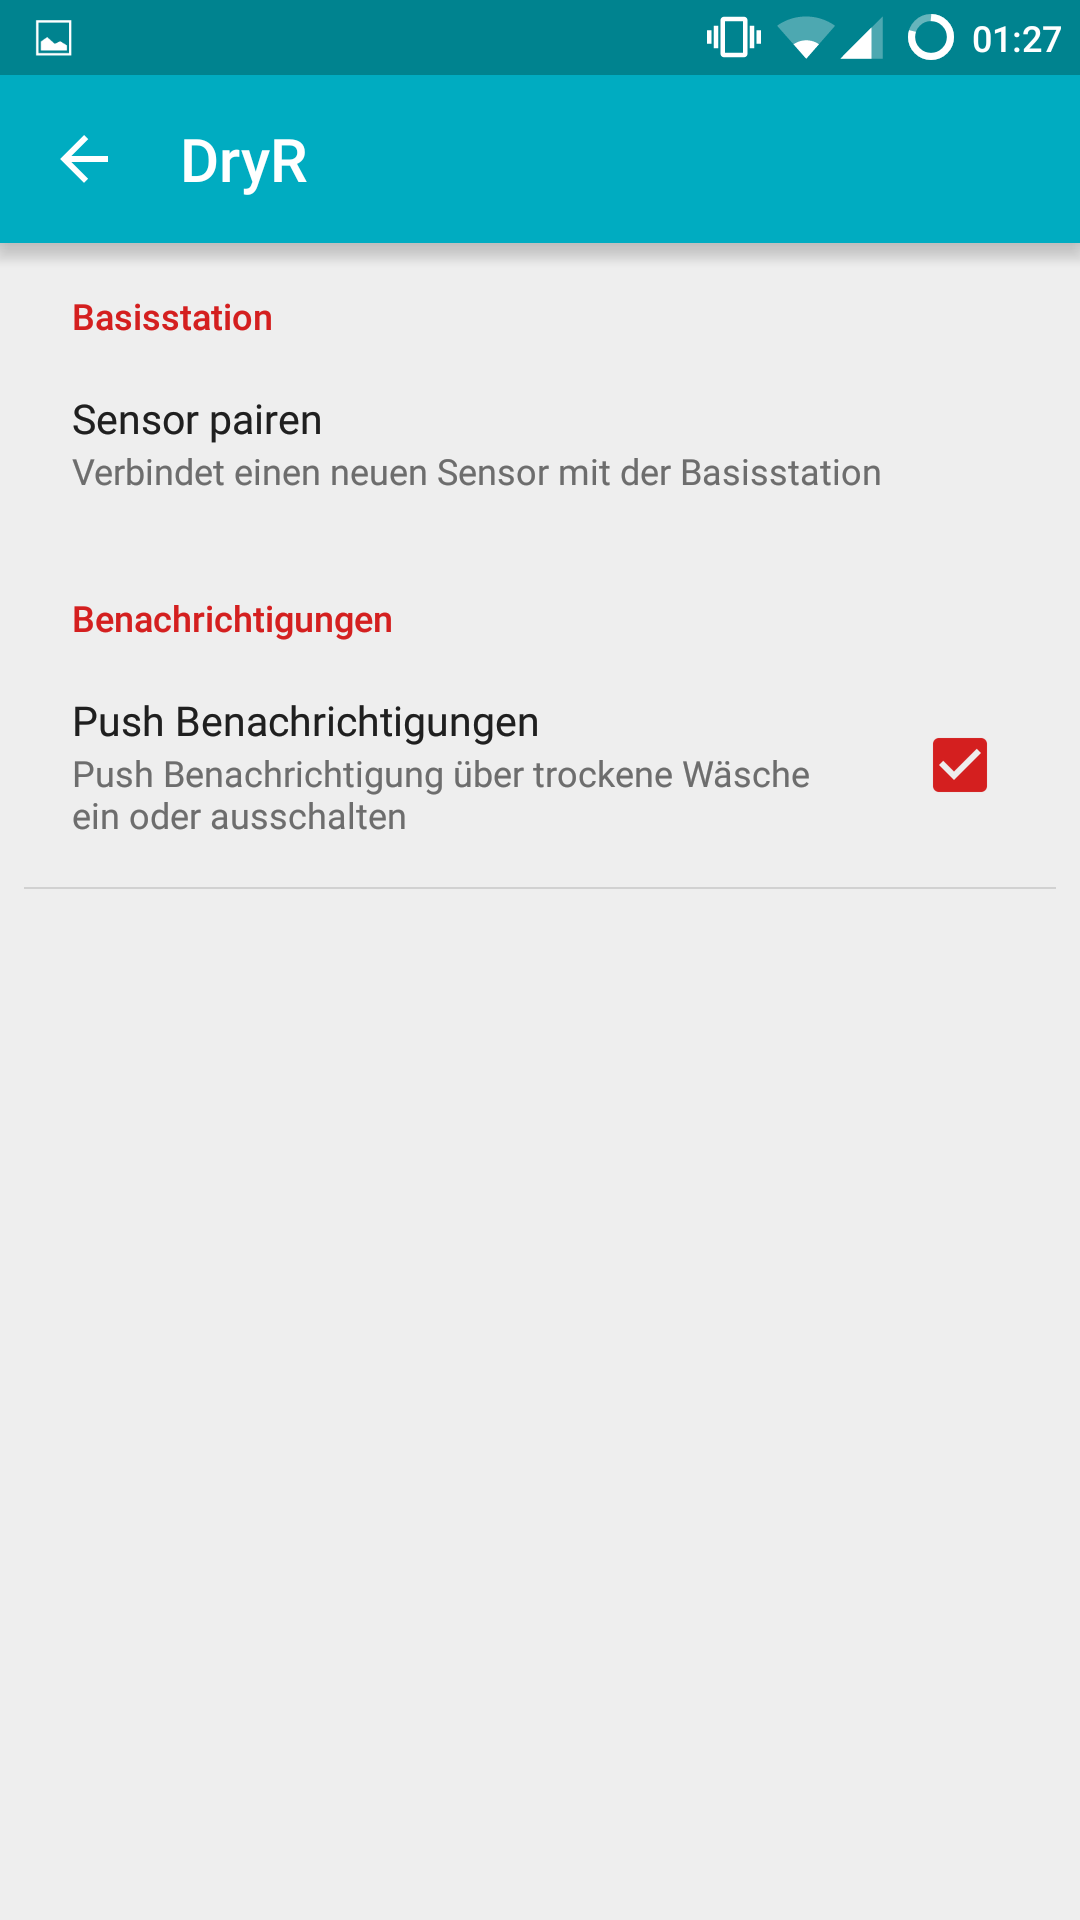 01:27
DryR
Basisstation
Sensor pairen
Verbindet einen neuen Sensor mit der Basisstation
Benachrichtigungen
Push Benachrichtigungen
Push Benachrichtigung über trockene Wäsche
ein oder ausschalten